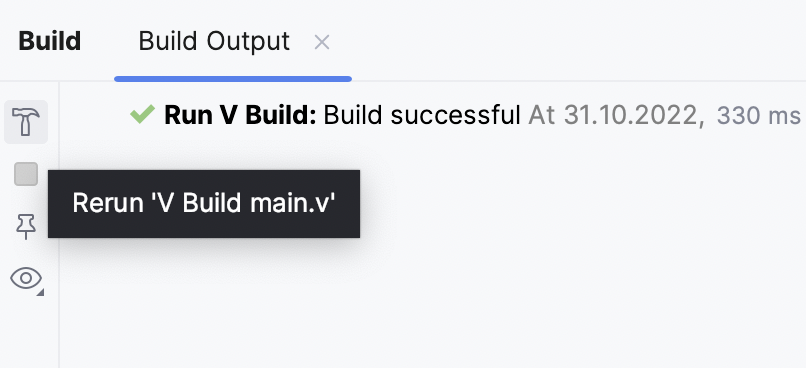 Build Build Output
Run V Build: Build successful At 31.10.2022, 330 ms
Rerun 'V Build main.v'